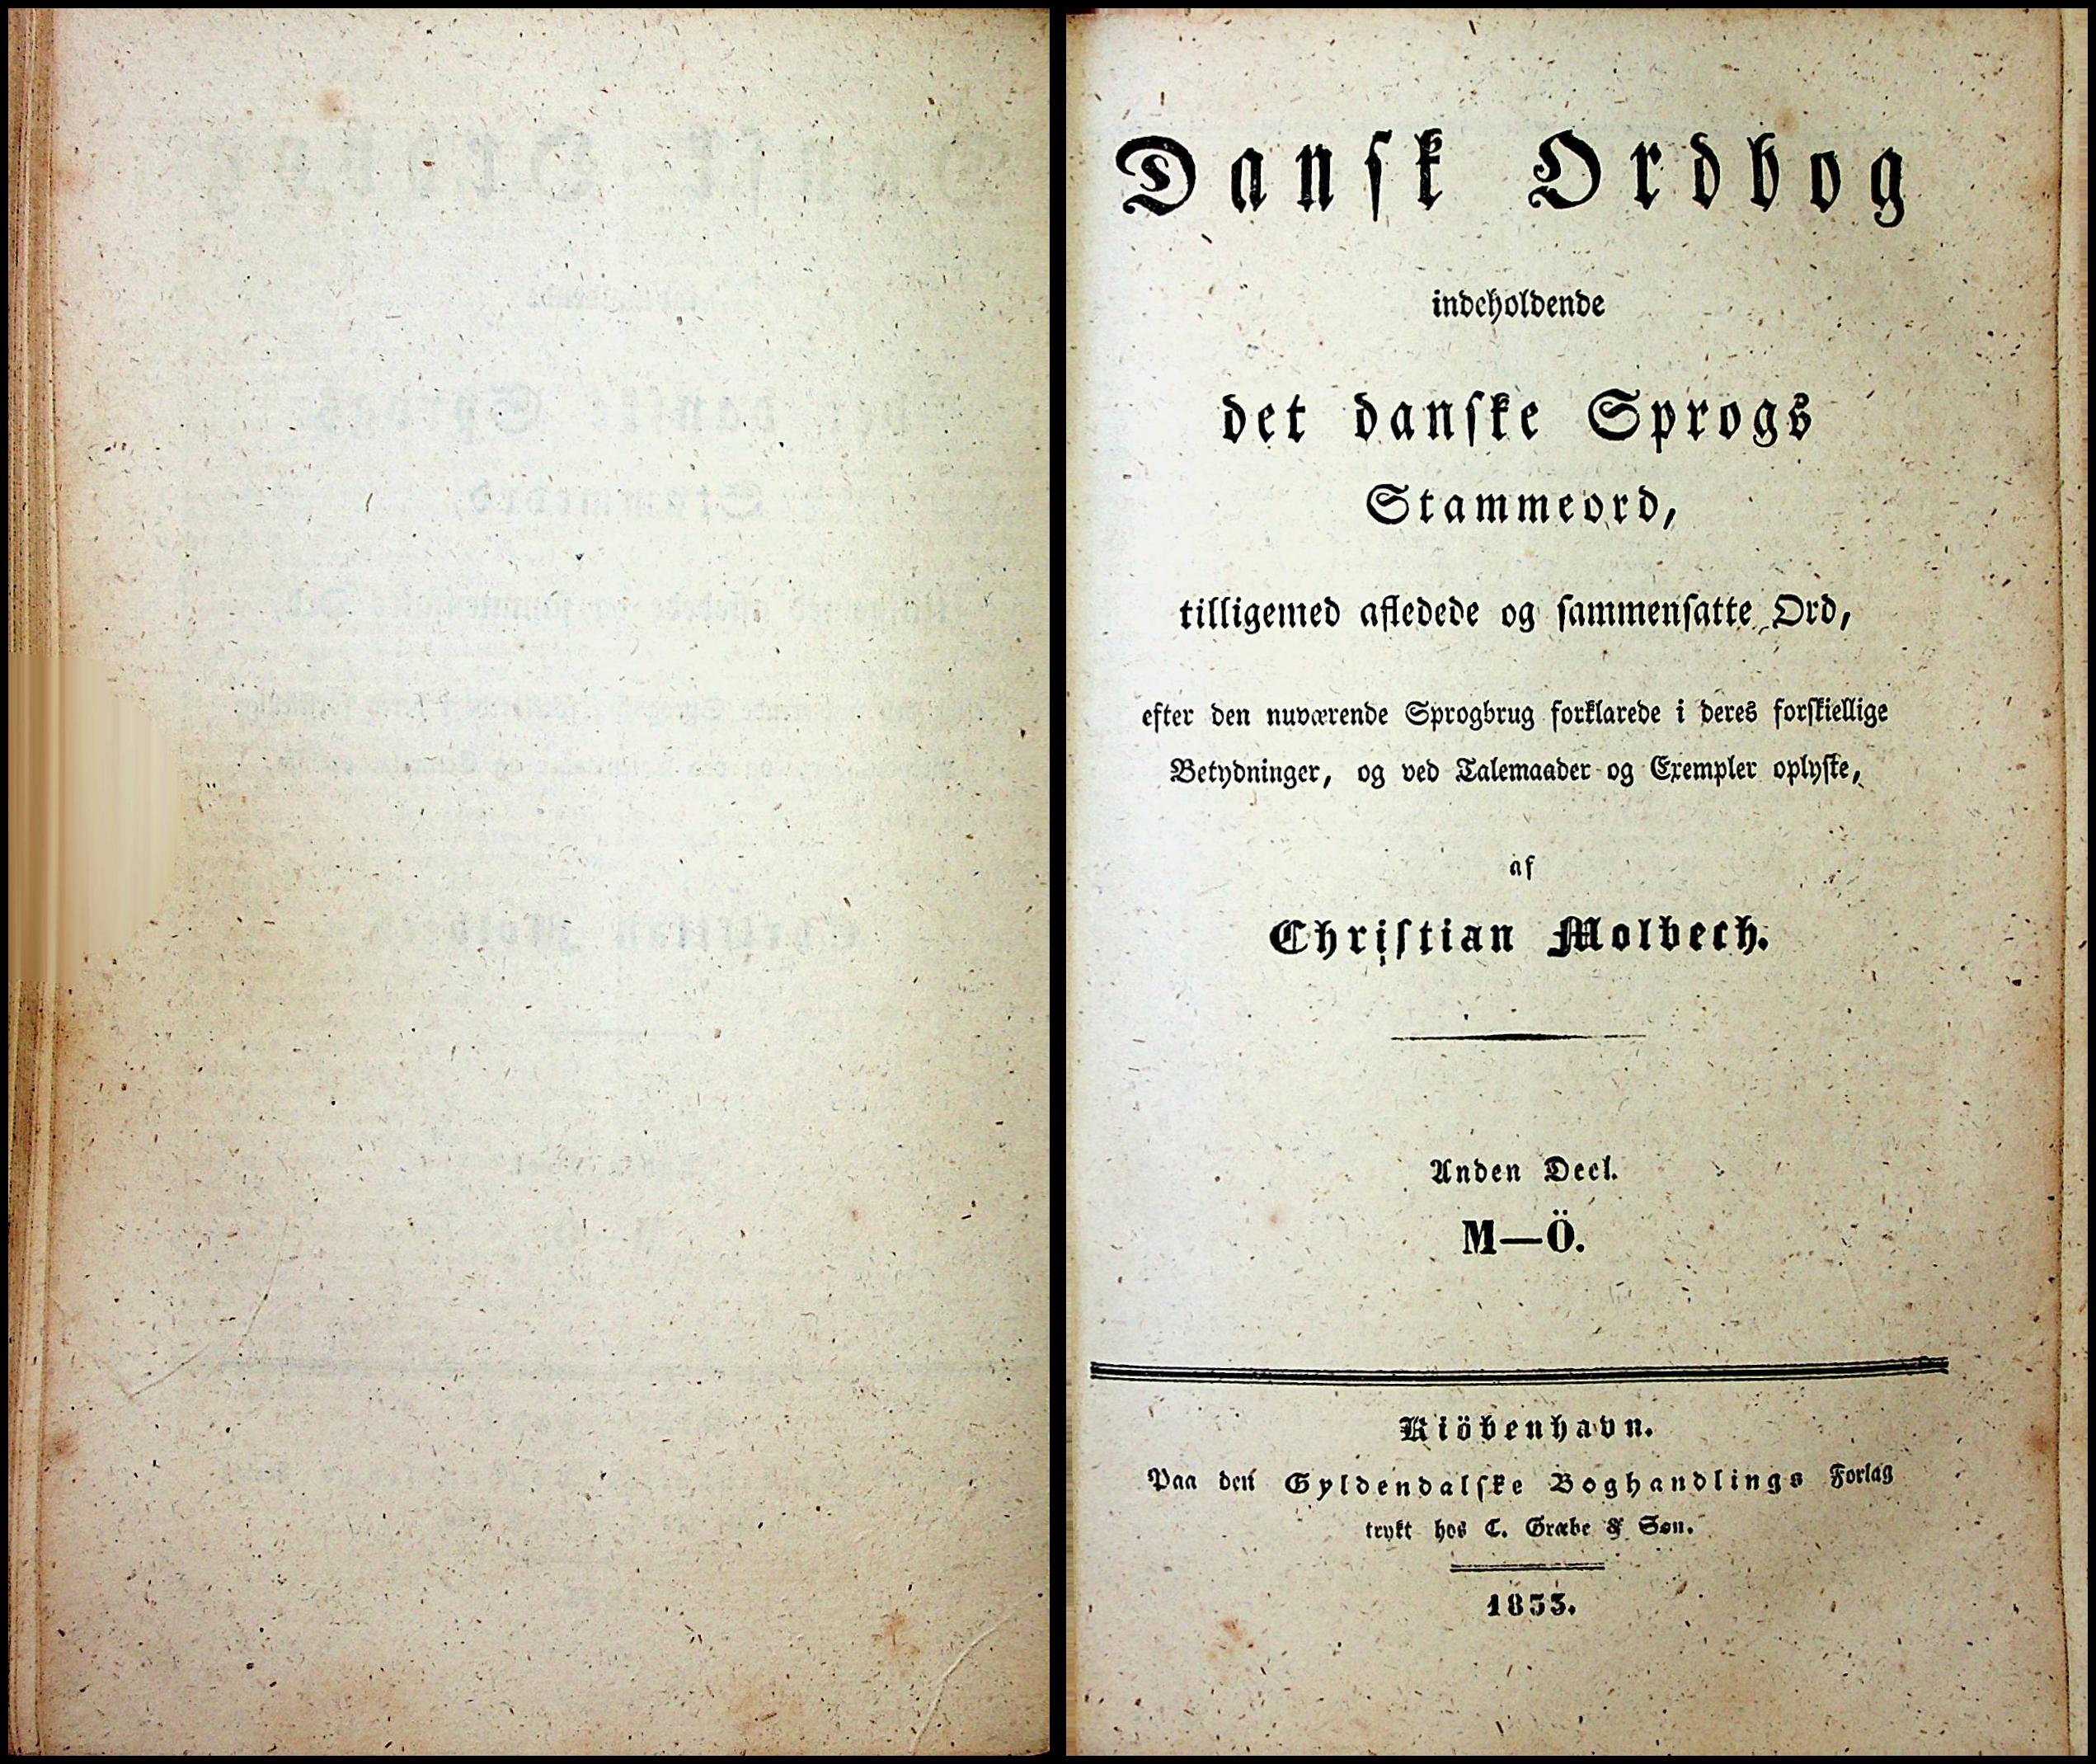 Dansk Ordbog
indeholdende
det danske Sprogs
Stammeord,
tilligemed afledede og sammensatte Ord,
efter den nuværende Sprogbrug forklarede i deres forskiellige
Betydninger, og ved Talemaader og Exempler oplyste,
af
Christian Molbech.
Anden Deel.
M—Ö.
Kiöbenhavn.
Paa den Gyldendalske Boghandlings Forlag
trykt hos C. Græbe & Søn.
1833.